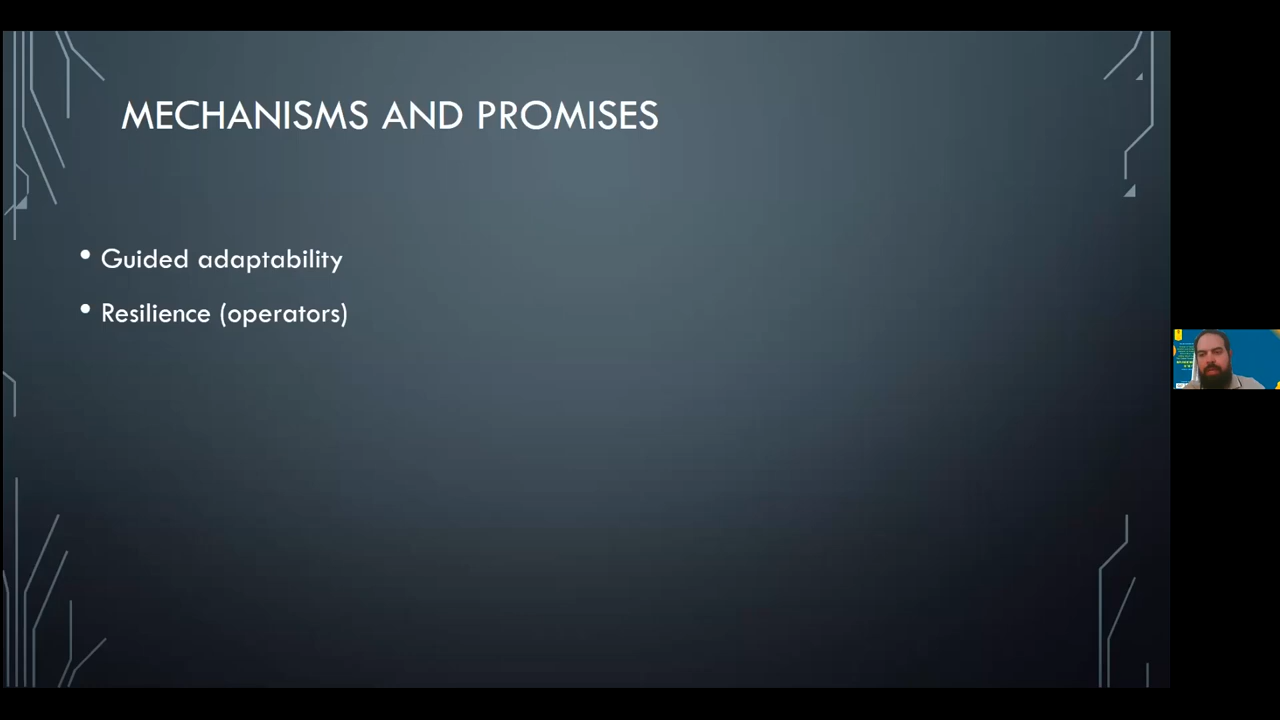 MECHANISMS AND PROMISES
• Guided adaptability
• Resilience (operators)